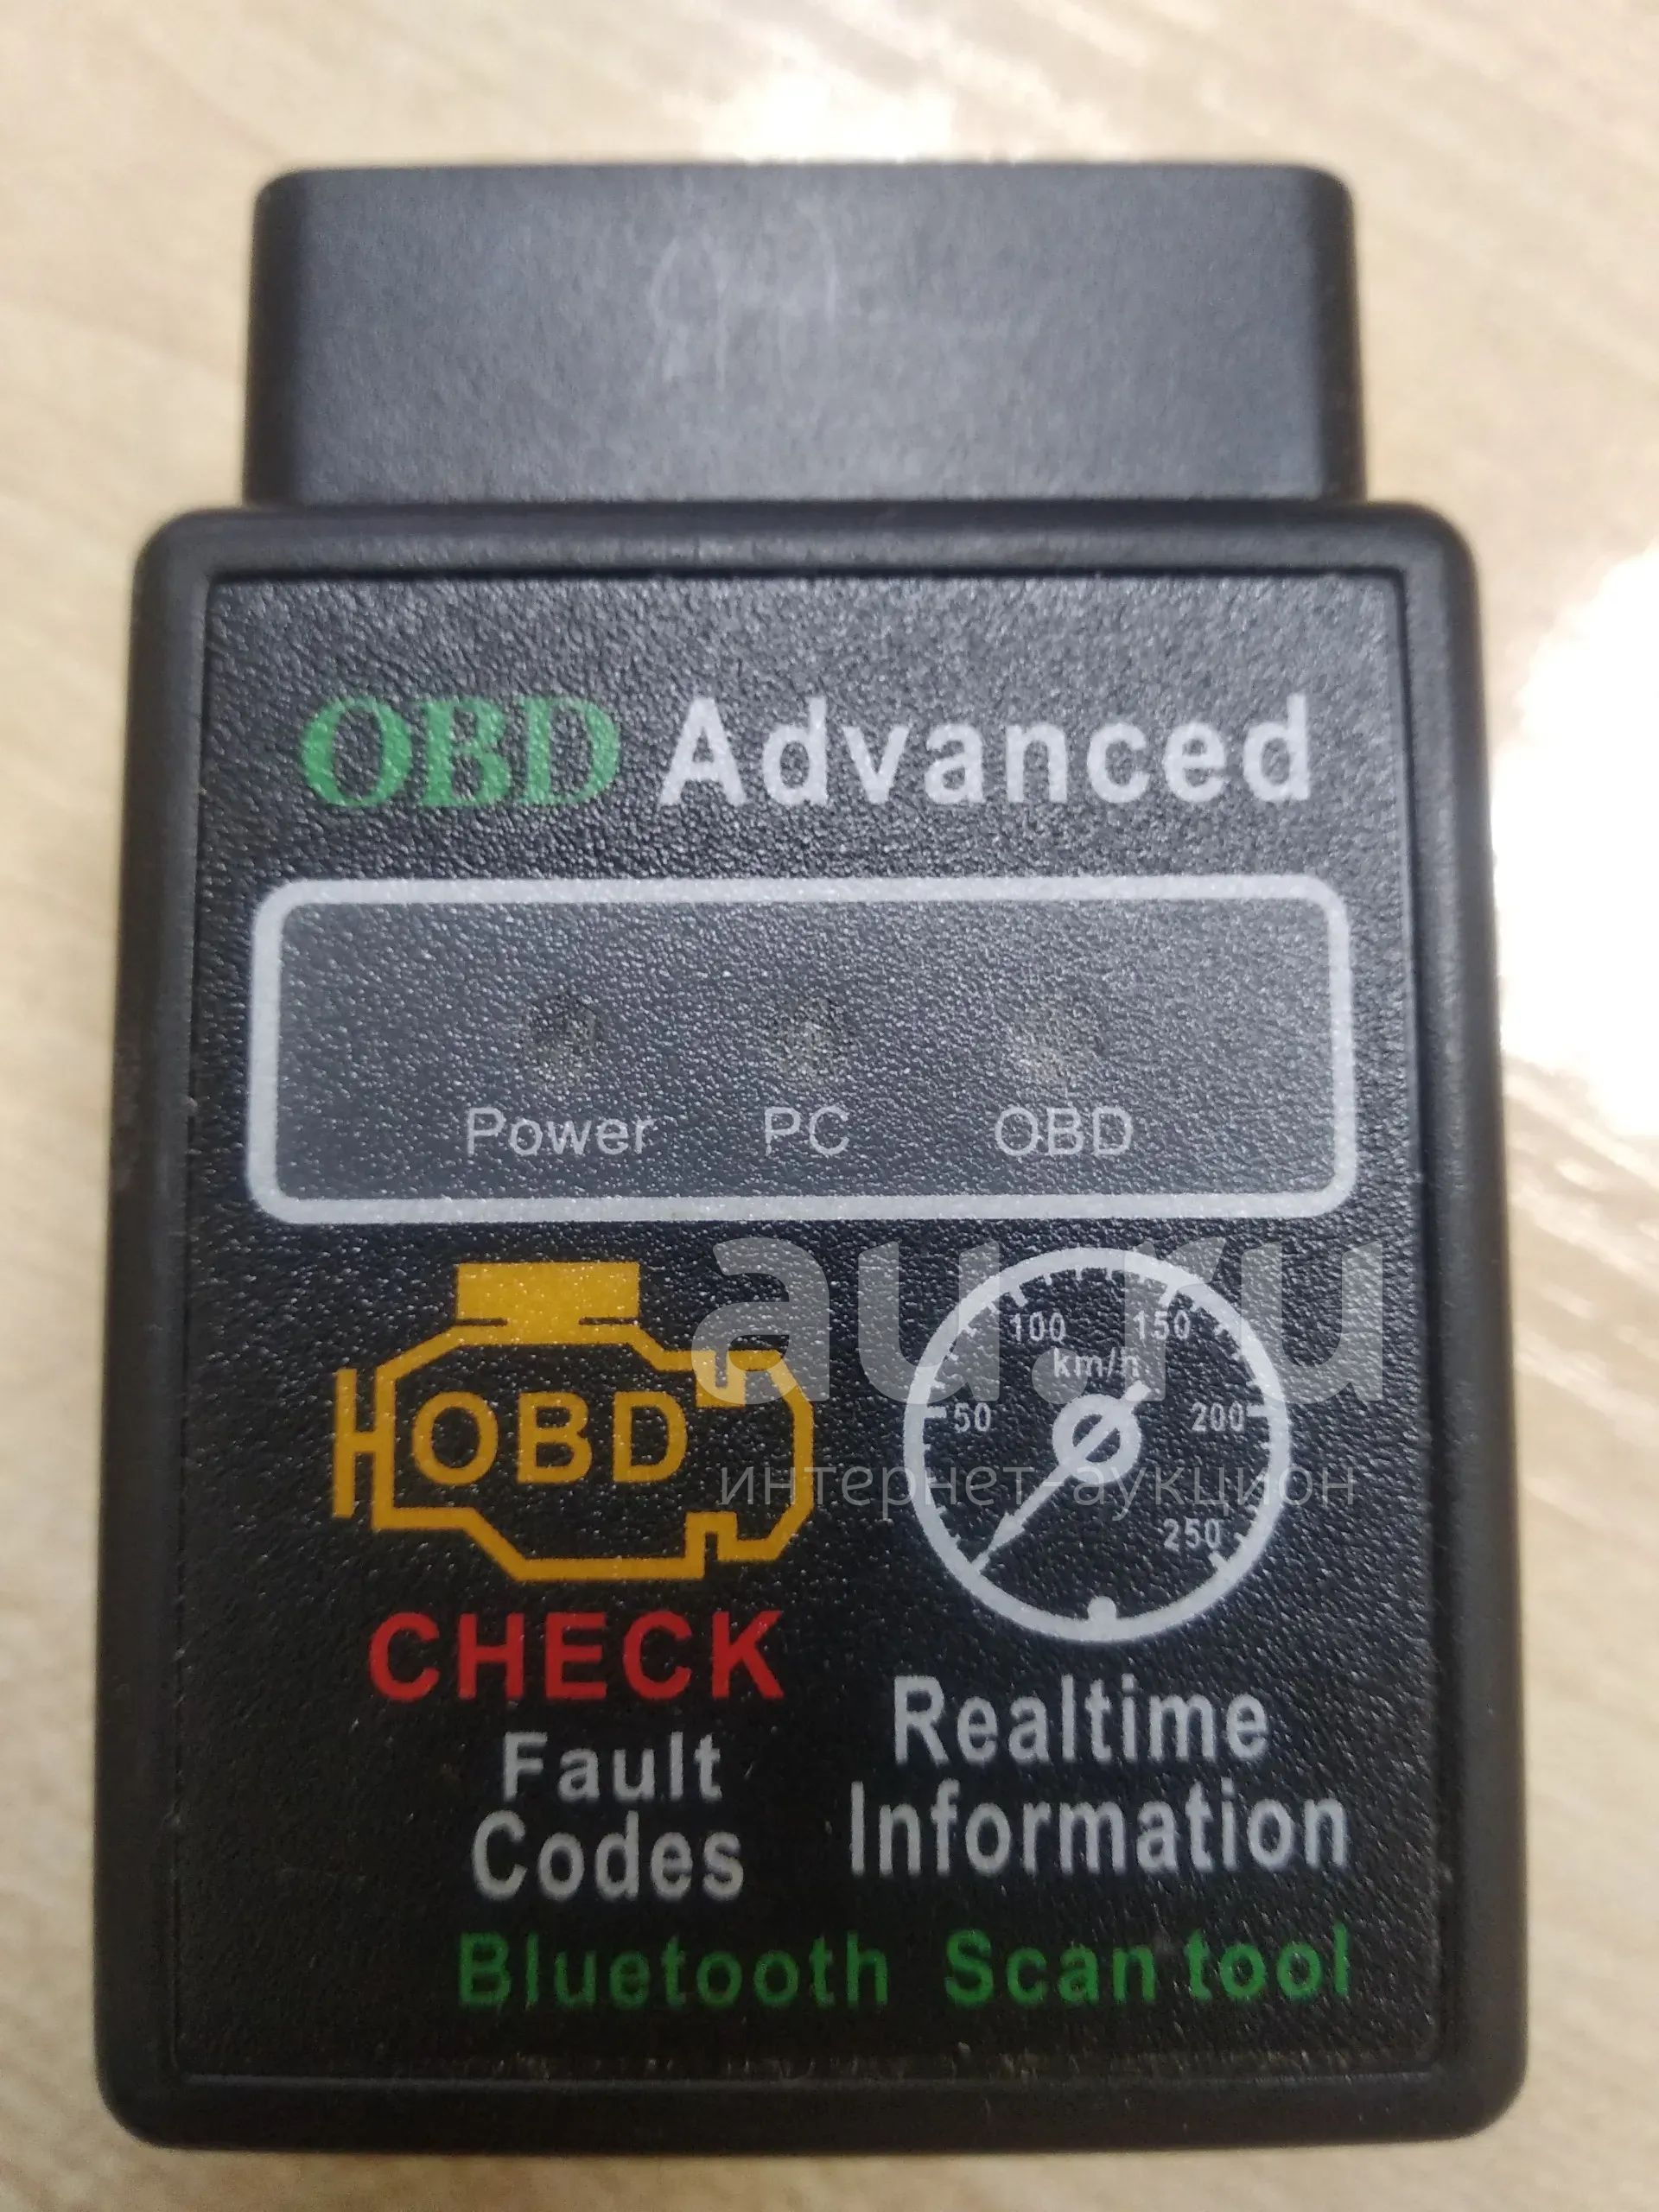 OBD Advanced
Power PC OBD
au.ru
100 150
km/h
50 200
OBD
интернет аукцион
250
CHECK
Fault
Codes
Realtime
Information
Bluetooth Scan tool